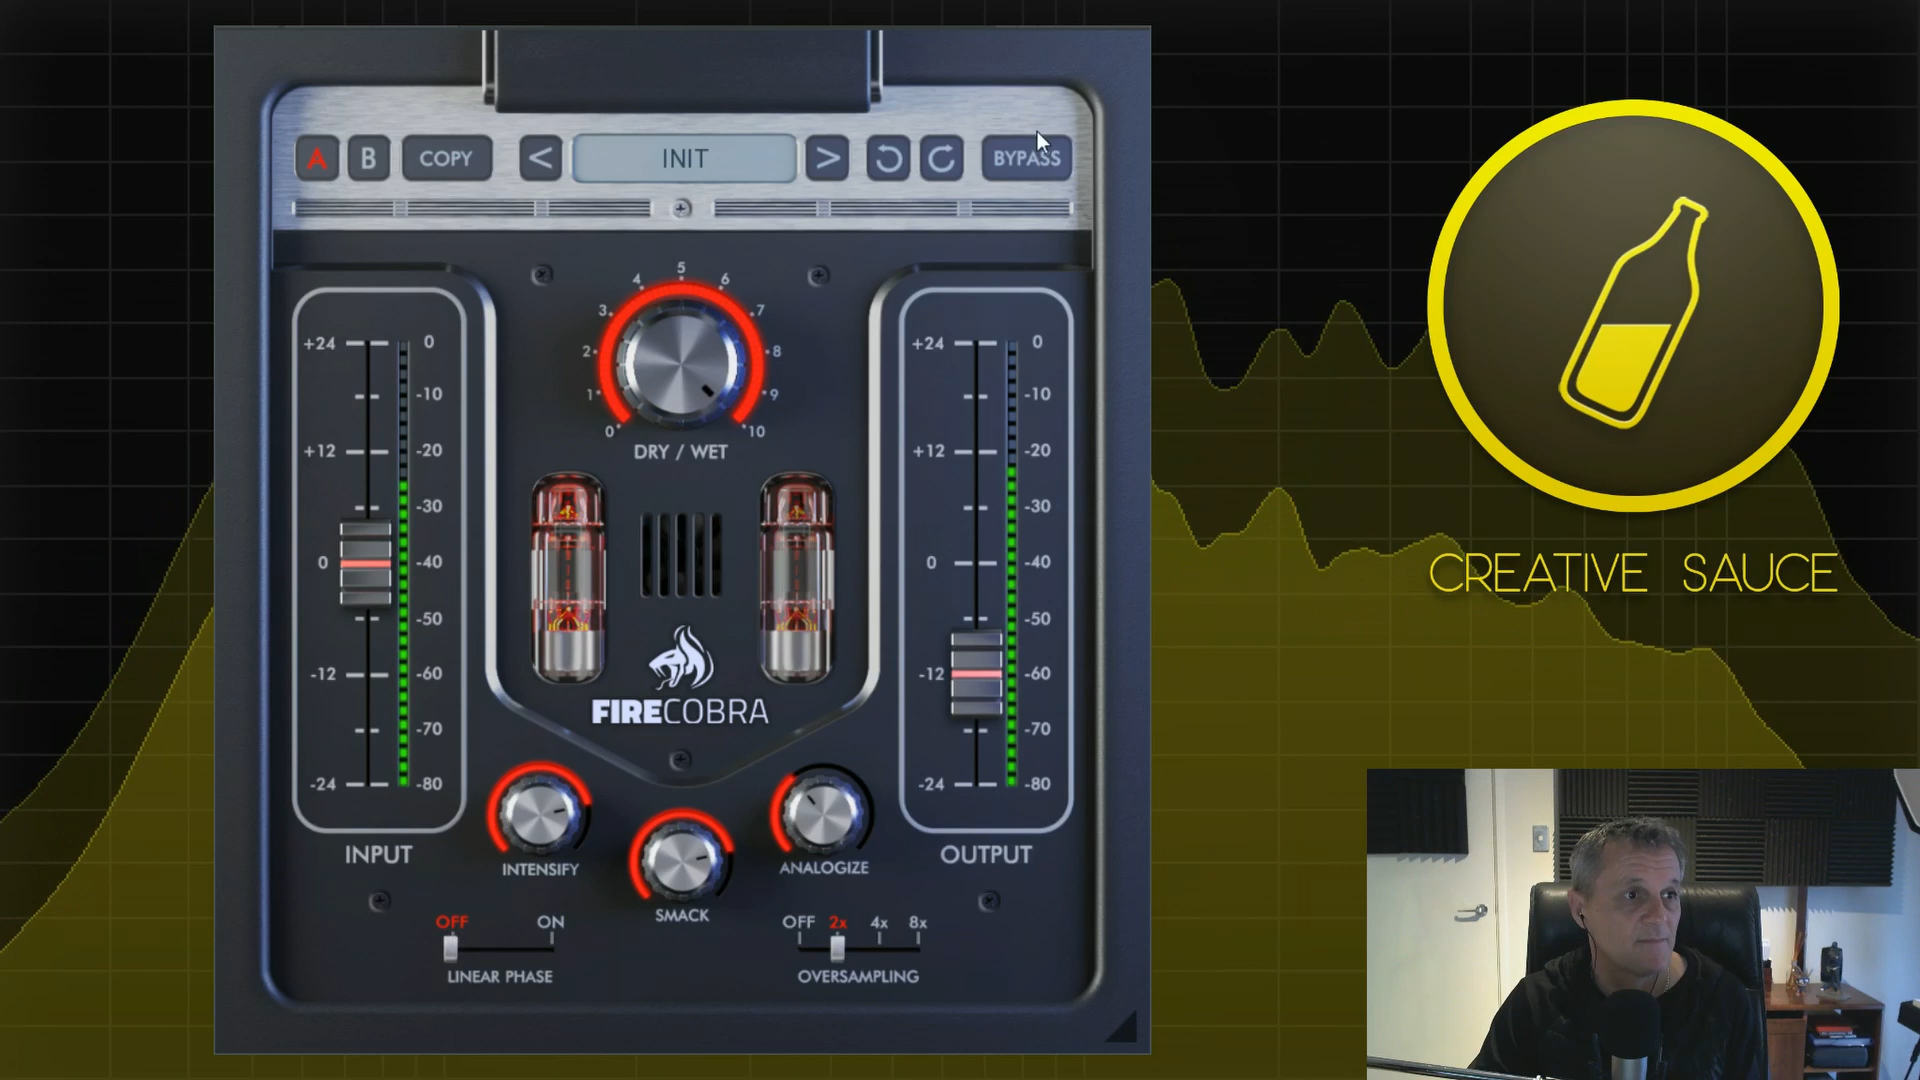 A B COPY < INIT > BYPASS
0 1 2 3 4 5 6 7 8 9 10
DRY / WET
+24 +12 0 -12 -24
0 -10 -20 -30 -40 -50 -60 -70 -80
INPUT
FIRECOBRA
+24 +12 0 -12 -24
0 -10 -20 -30 -40 -50 -60 -70 -80
OUTPUT
INTENSIFY
SMACK
ANALOGIZE
OFF ON
LINEAR PHASE
OFF 2x 4x 8x
OVERSAMPLING
CREATIVE SAUCE